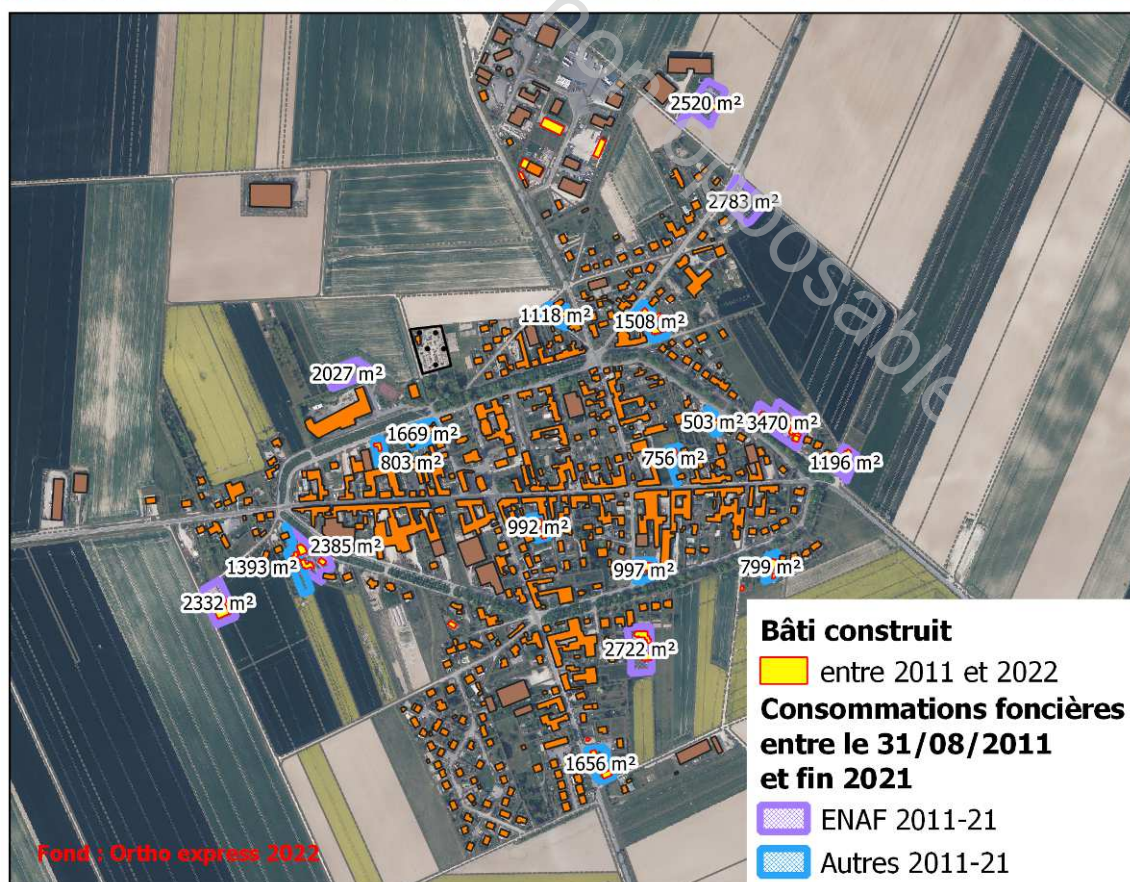 non opposable
2520 m²
2783 m²
1118 m²
1508 m²
2027 m²
1669 m²
503 m²
3470 m²
803 m²
756 m²
1196 m²
992 m²
2385 m²
1393 m²
997 m²
799 m²
2332 m²
2722 m²
1656 m²
Bâti construit
entre 2011 et 2022
Consommations foncières
entre le 31/08/2011
et fin 2021
ENAF 2011-21
Autres 2011-21
Fond : Ortho express 2022